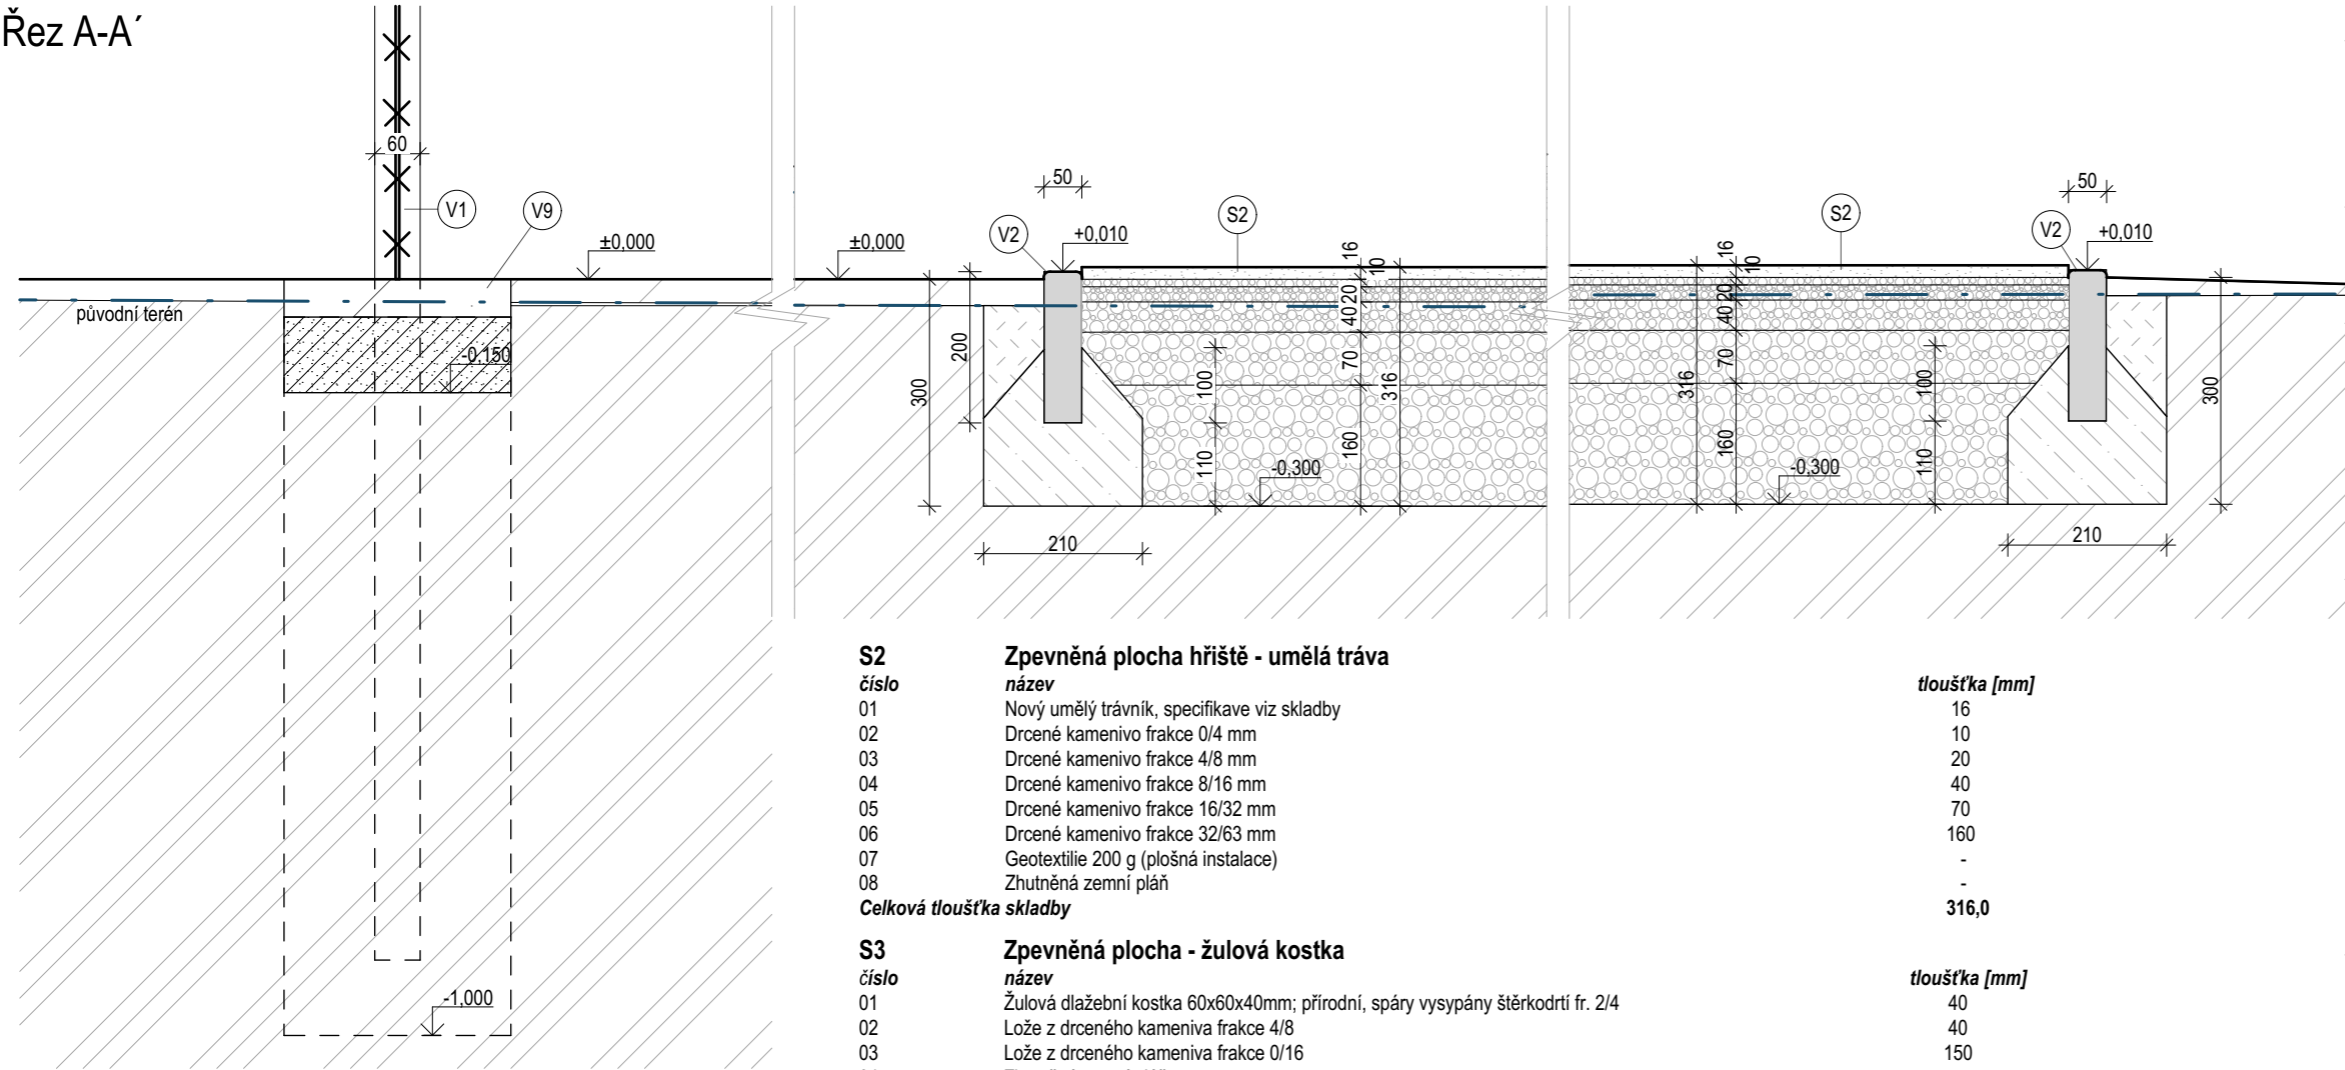 Řez A-A´
60
V1
V9
±0,000
původní terén
-0,150
-1,000
±0,000
V2
50
+0,010
S2
16
10
20
40
70
160
316
200
300
100
110
-0,300
210
S2
16
10
20
40
70
160
316
V2
50
+0,010
100
110
-0,300
300
210
S2 Zpevněná plocha hřiště - umělá tráva
číslo název tloušťka [mm]
01 Nový umělý trávník, specifikave viz skladby 16
02 Drcené kamenivo frakce 0/4 mm 10
03 Drcené kamenivo frakce 4/8 mm 20
04 Drcené kamenivo frakce 8/16 mm 40
05 Drcené kamenivo frakce 16/32 mm 70
06 Drcené kamenivo frakce 32/63 mm 160
07 Geotextilie 200 g (plošná instalace) -
08 Zhutněná zemní pláň -
Celková tloušťka skladby 316,0
S3 Zpevněná plocha - žulová kostka
číslo název tloušťka [mm]
01 Žulová dlažební kostka 60x60x40mm; přírodní, spáry vysypány štěrkodrtí fr. 2/4 40
02 Lože z drceného kameniva frakce 4/8 40
03 Lože z drceného kameniva frakce 0/16 150